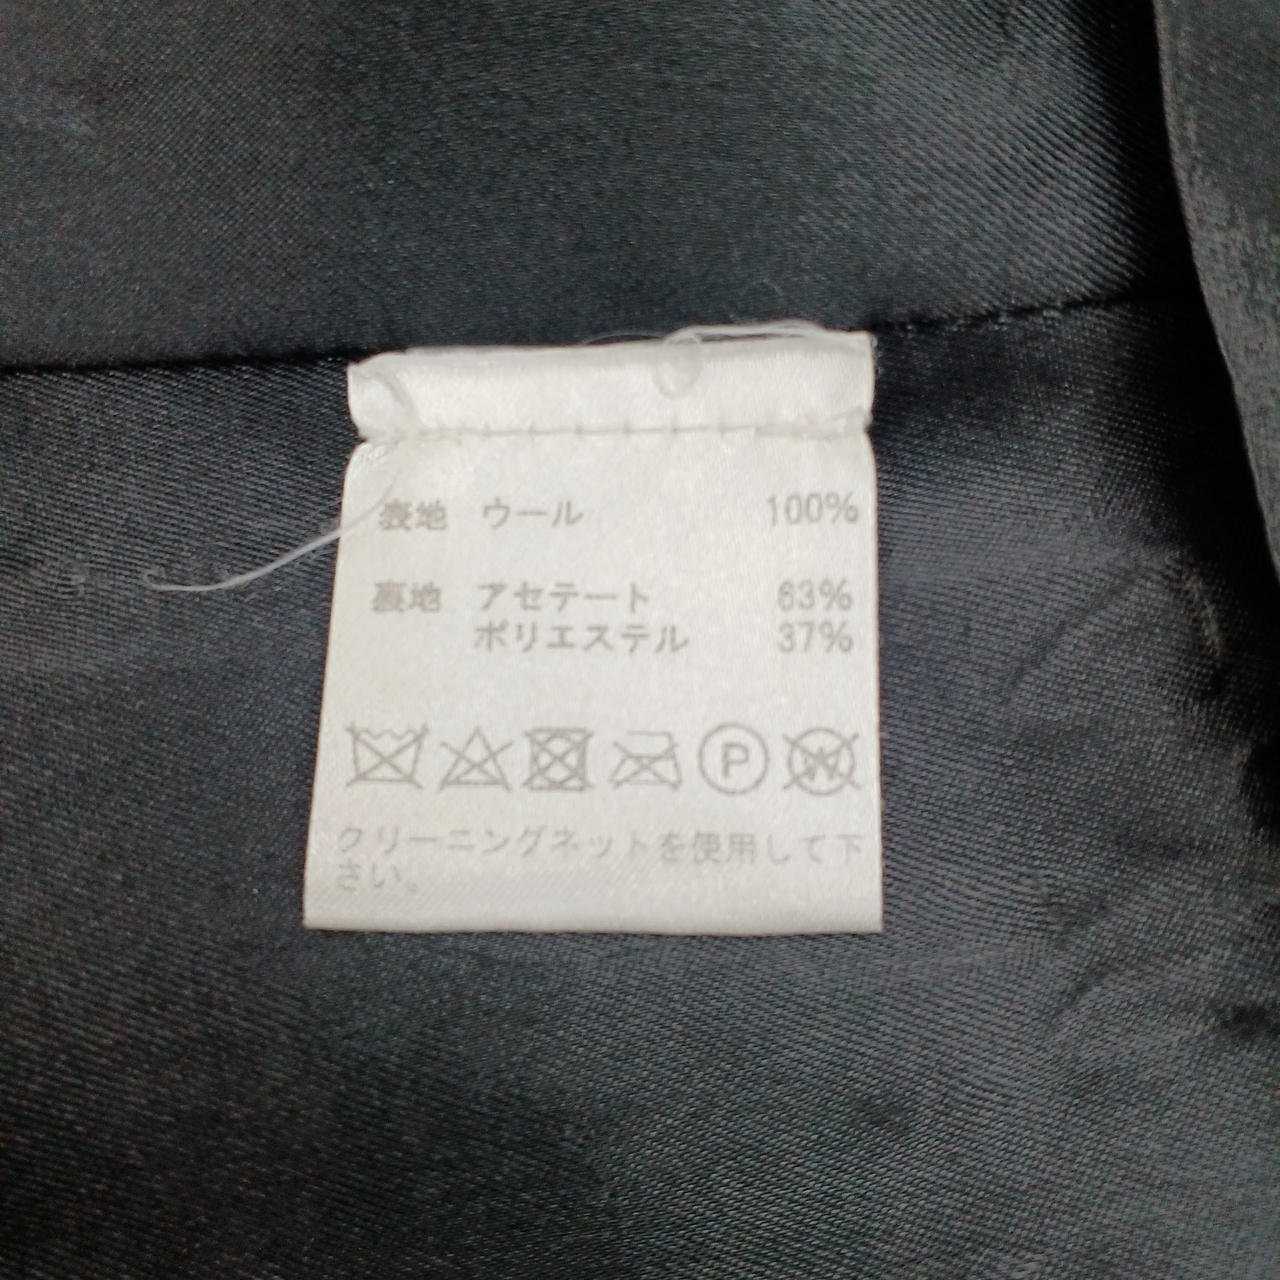 表地 ウール 100%
裏地 アセテート 63%
ポリエステル 37%
P W
クリーニングネットを使用して下
さい。